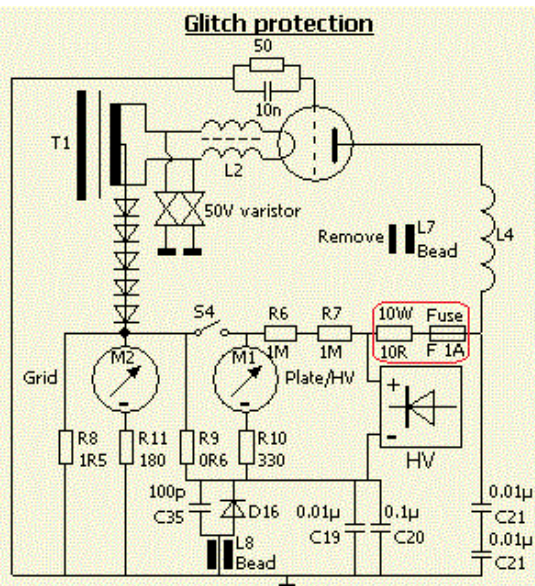 Glitch protection
50
10n
T1
L2
50V varistor
Remove
L7
Bead
L4
S4
R6
1M
R7
1M
10W
10R
Fuse
F 1A
M2
-
M1
-
Grid
Plate/HV
+
-
HV
R8
1R5
R11
180
R9
0R6
R10
330
100p
C35
D16
L8
Bead
0.01µ
C19
0.1µ
C20
0.01µ
C21
0.01µ
C21